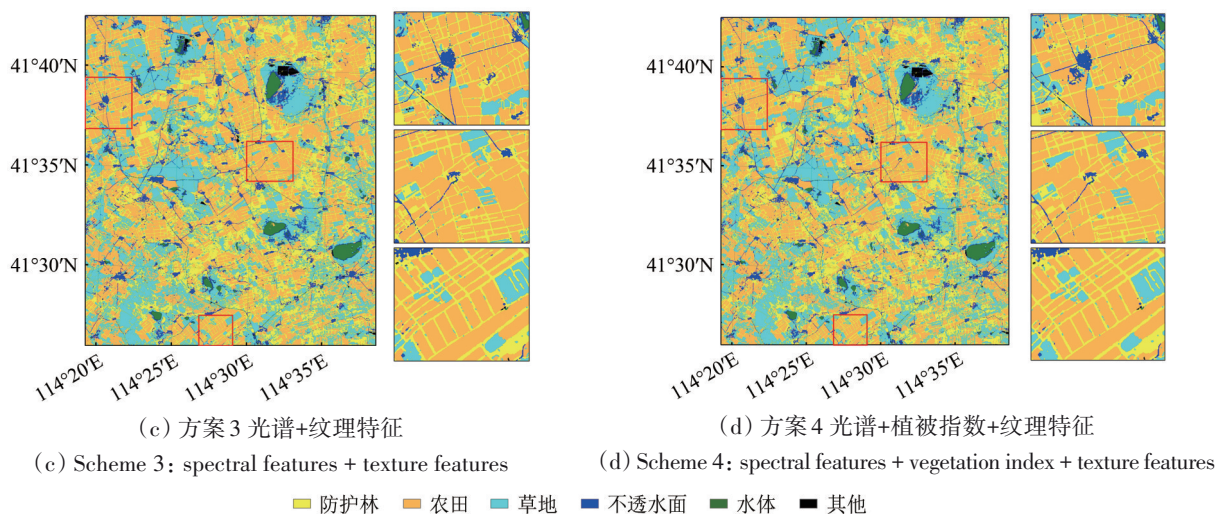 41°40′N
41°35′N
41°30′N
114°20′E
114°25′E
114°30′E
114°35′E
(c)方案3 光谱+纹理特征
(c) Scheme 3: spectral features + texture features
41°40′N
41°35′N
41°30′N
114°20′E
114°25′E
114°30′E
114°35′E
(d)方案4 光谱+植被指数+纹理特征
(d) Scheme 4: spectral features + vegetation index + texture features
防护林 农田 草地 不透水面 水体 其他